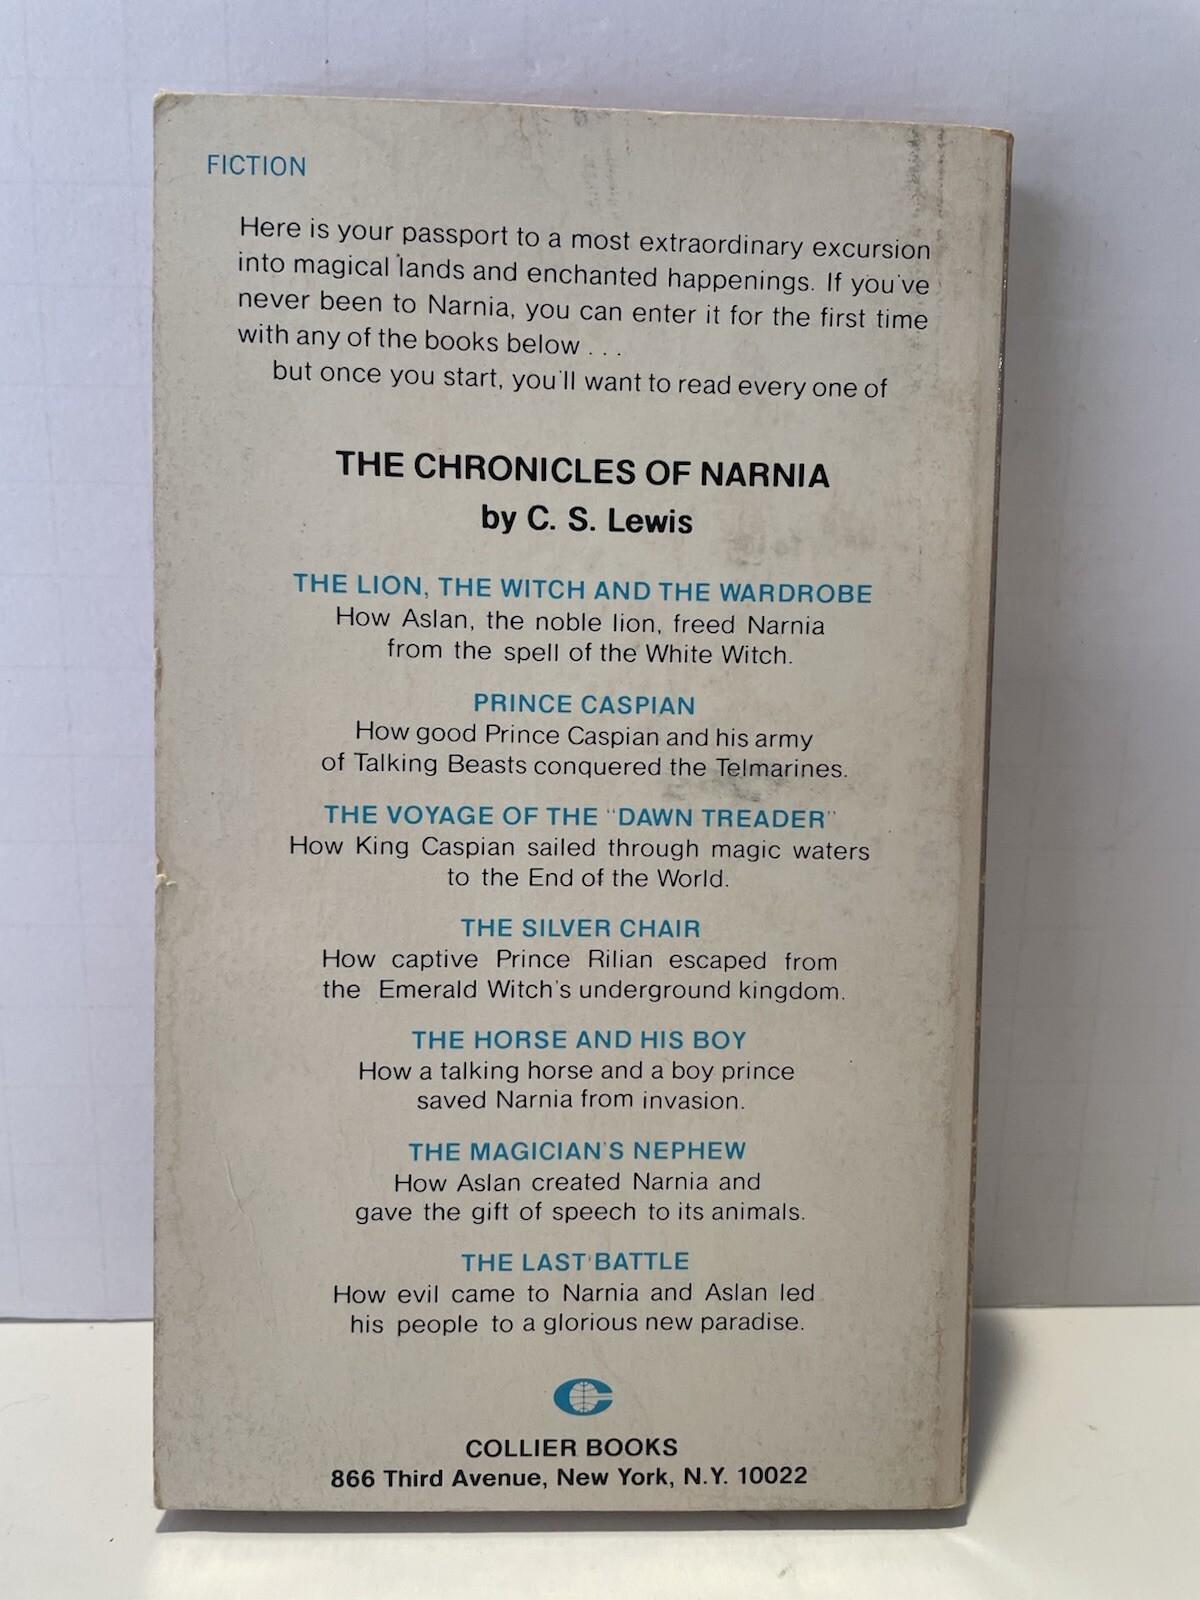 FICTION
Here is your passport to a most extraordinary excursion
into magical lands and enchanted happenings. If you've
never been to Narnia, you can enter it for the first time
with any of the books below . . .
but once you start, you'll want to read every one of
THE CHRONICLES OF NARNIA
by C. S. Lewis
THE LION, THE WITCH AND THE WARDROBE
How Aslan, the noble lion, freed Narnia
from the spell of the White Witch.
PRINCE CASPIAN
How good Prince Caspian and his army
of Talking Beasts conquered the Telmarines.
THE VOYAGE OF THE "DAWN TREADER"
How King Caspian sailed through magic waters
to the End of the World.
THE SILVER CHAIR
How captive Prince Rilian escaped from
the Emerald Witch's underground kingdom.
THE HORSE AND HIS BOY
How a talking horse and a boy prince
saved Narnia from invasion.
THE MAGICIAN'S NEPHEW
How Aslan created Narnia and
gave the gift of speech to its animals.
THE LAST BATTLE
How evil came to Narnia and Aslan led
his people to a glorious new paradise.
COLLIER BOOKS
866 Third Avenue, New York, N.Y. 10022